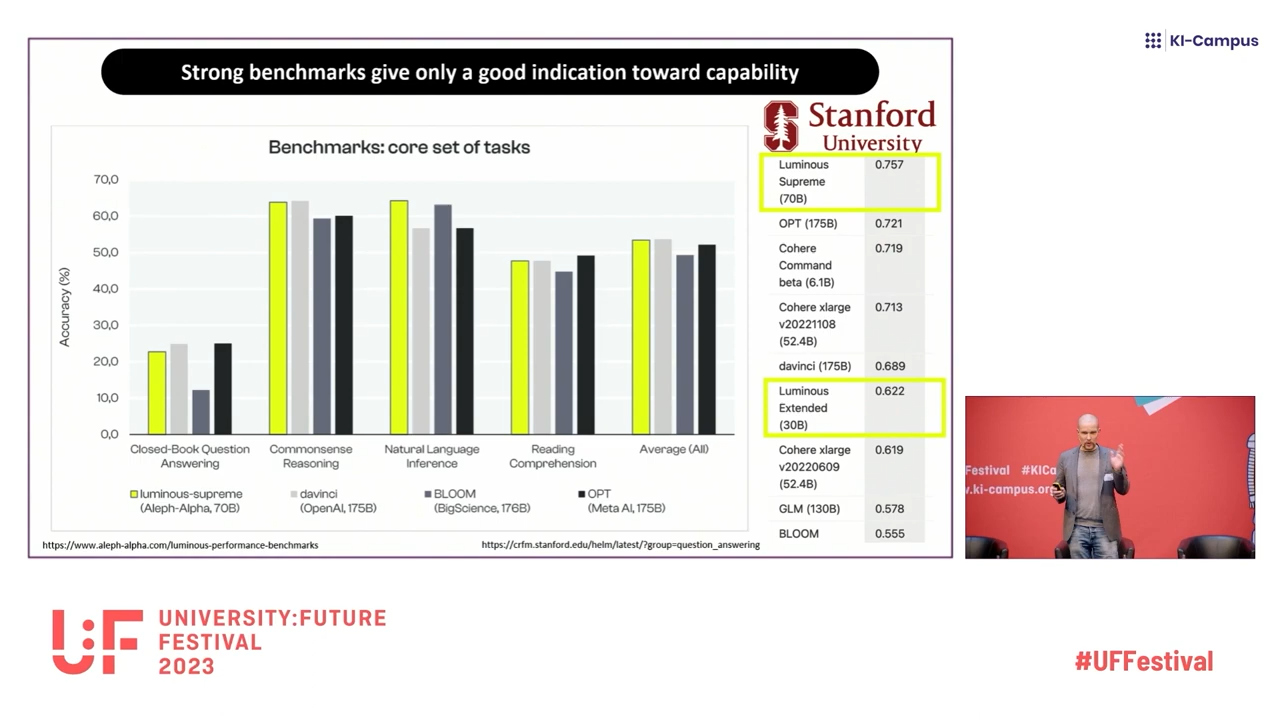 KI-Campus
Strong benchmarks give only a good indication toward capability
Stanford
University
Benchmarks: core set of tasks
70,0
60,0
50,0
40,0
30,0
20,0
10,0
0,0
Accuracy (%)
Closed-Book Question
Answering
Commonsense
Reasoning
Natural Language
Inference
Reading
Comprehension
Average (All)
luminous-supreme
(Aleph-Alpha, 70B)
davinci
(OpenAI, 175B)
BLOOM
(BigScience, 176B)
OPT
(Meta AI, 175B)
Luminous 0.757
Supreme
(70B)
OPT (175B) 0.721
Cohere 0.719
Command
beta (6.1B)
Cohere xlarge 0.713
v20221108
(52.4B)
davinci (175B) 0.689
Luminous 0.622
Extended
(30B)
Cohere xlarge 0.619
v20220609
(52.4B)
GLM (130B) 0.578
BLOOM 0.555
https://www.aleph-alpha.com/luminous-performance-benchmarks
https://crfm.stanford.edu/helm/latest/?group=question_answering
Festival #KICa
w.ki-campus.org
U:F
UNIVERSITY:FUTURE
FESTIVAL
2023
#UFFestival